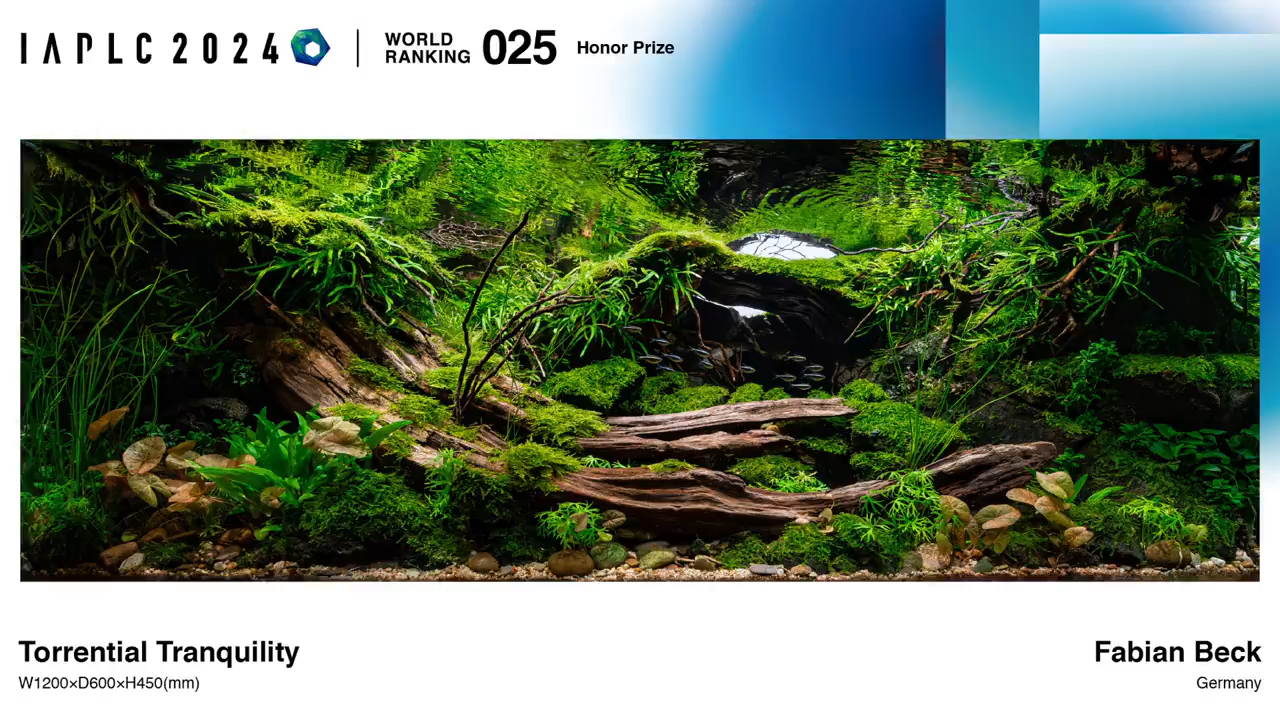 IAPLC 2024
WORLD
RANKING
025
Honor Prize
Torrential Tranquility
W1200×D600×H450(mm)
Fabian Beck
Germany